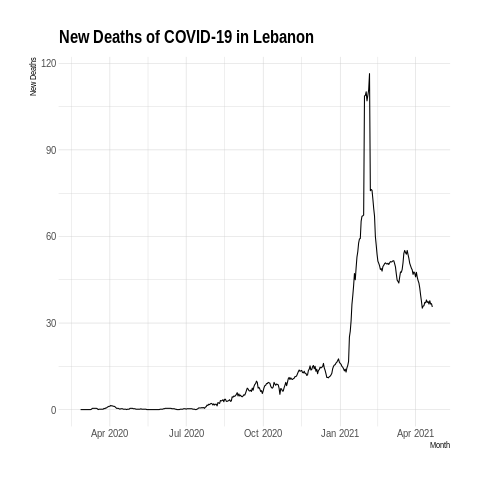 New Deaths of COVID-19 in Lebanon
New Deaths
120
90
60
30
0
Apr 2020 Jul 2020 Oct 2020 Jan 2021 Apr 2021
Month